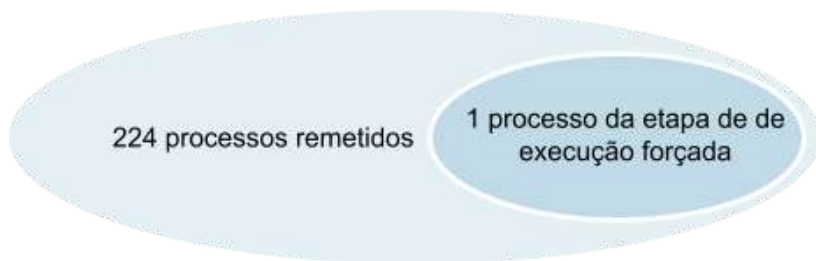 224 processos remetidos
1 processo da etapa de de
execução forçada